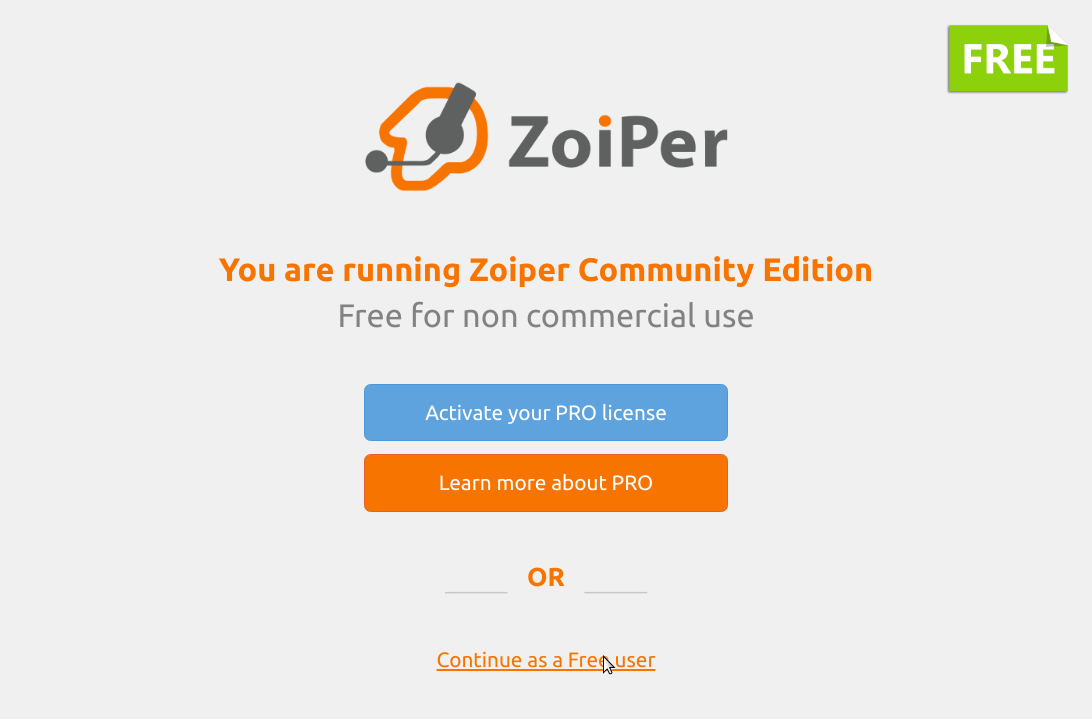 FREE
ZoiPer
You are running Zoiper Community Edition
Free for non commercial use
Activate your PRO license
Learn more about PRO
OR
Continue as a Free user